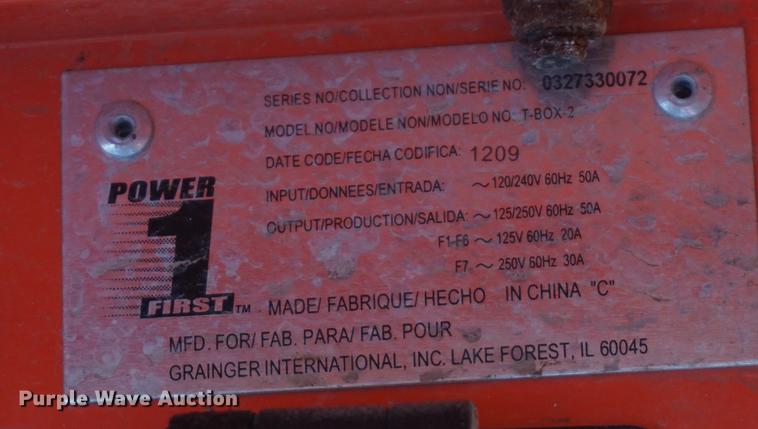 SERIES NO/COLLECTION NON/SERIE NO. 0327330072
MODEL NO/MODELE NON/MODELO NO: T-BOX-2
DATE CODE/FECHA CODIFICA: 1209
INPUT/DONNEES/ENTRADA: ~ 120/240V 60Hz 50A
OUTPUT/PRODUCTION/SALIDA: ~ 125/250V 60Hz 50A
F1-F6 ~ 125V 60Hz 20A
F7 ~ 250V 60Hz 30A
POWER
1
FIRST™
MADE/ FABRIQUE/ HECHO IN CHINA "C"
MFD. FOR/ FAB. PARA/ FAB. POUR
GRAINGER INTERNATIONAL, INC. LAKE FOREST, IL 60045
Purple Wave Auction